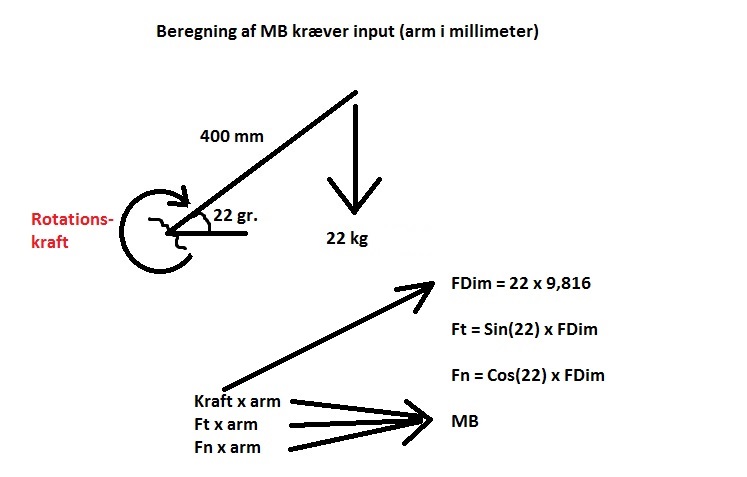 Beregning af MB kræver input (arm i millimeter)
400 mm
Rotations-
kraft
22 gr.
22 kg
FDim = 22 x 9,816
Ft = Sin(22) x FDim
Fn = Cos(22) x FDim
Kraft x arm
Ft x arm
Fn x arm
MB